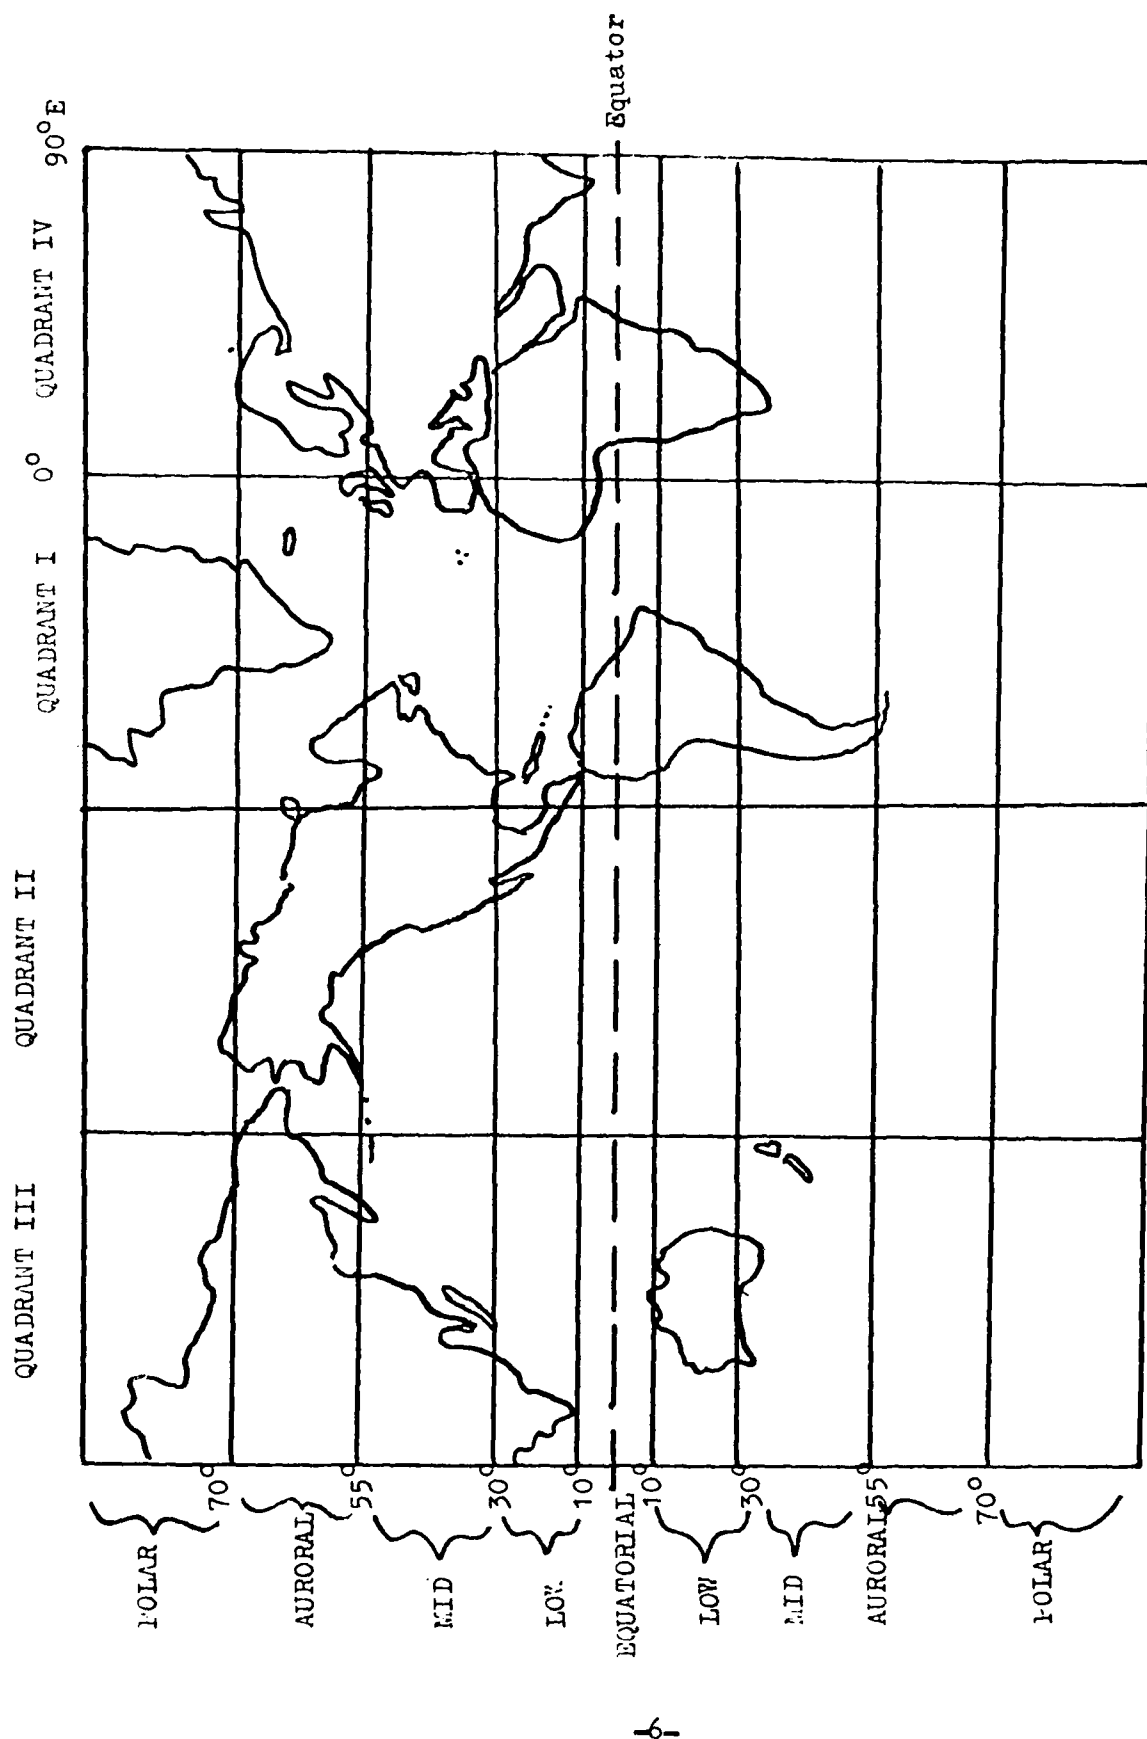 QUADRANT III
QUADRANT II
QUADRANT I
0°
QUADRANT IV
90°E
POLAR
70°
AURORAL
55°
MID
30°
LOW
10°
EQUATORIAL
Equator
10°
LOW
30°
MID
55°
AURORAL
70°
POLAR
-6-